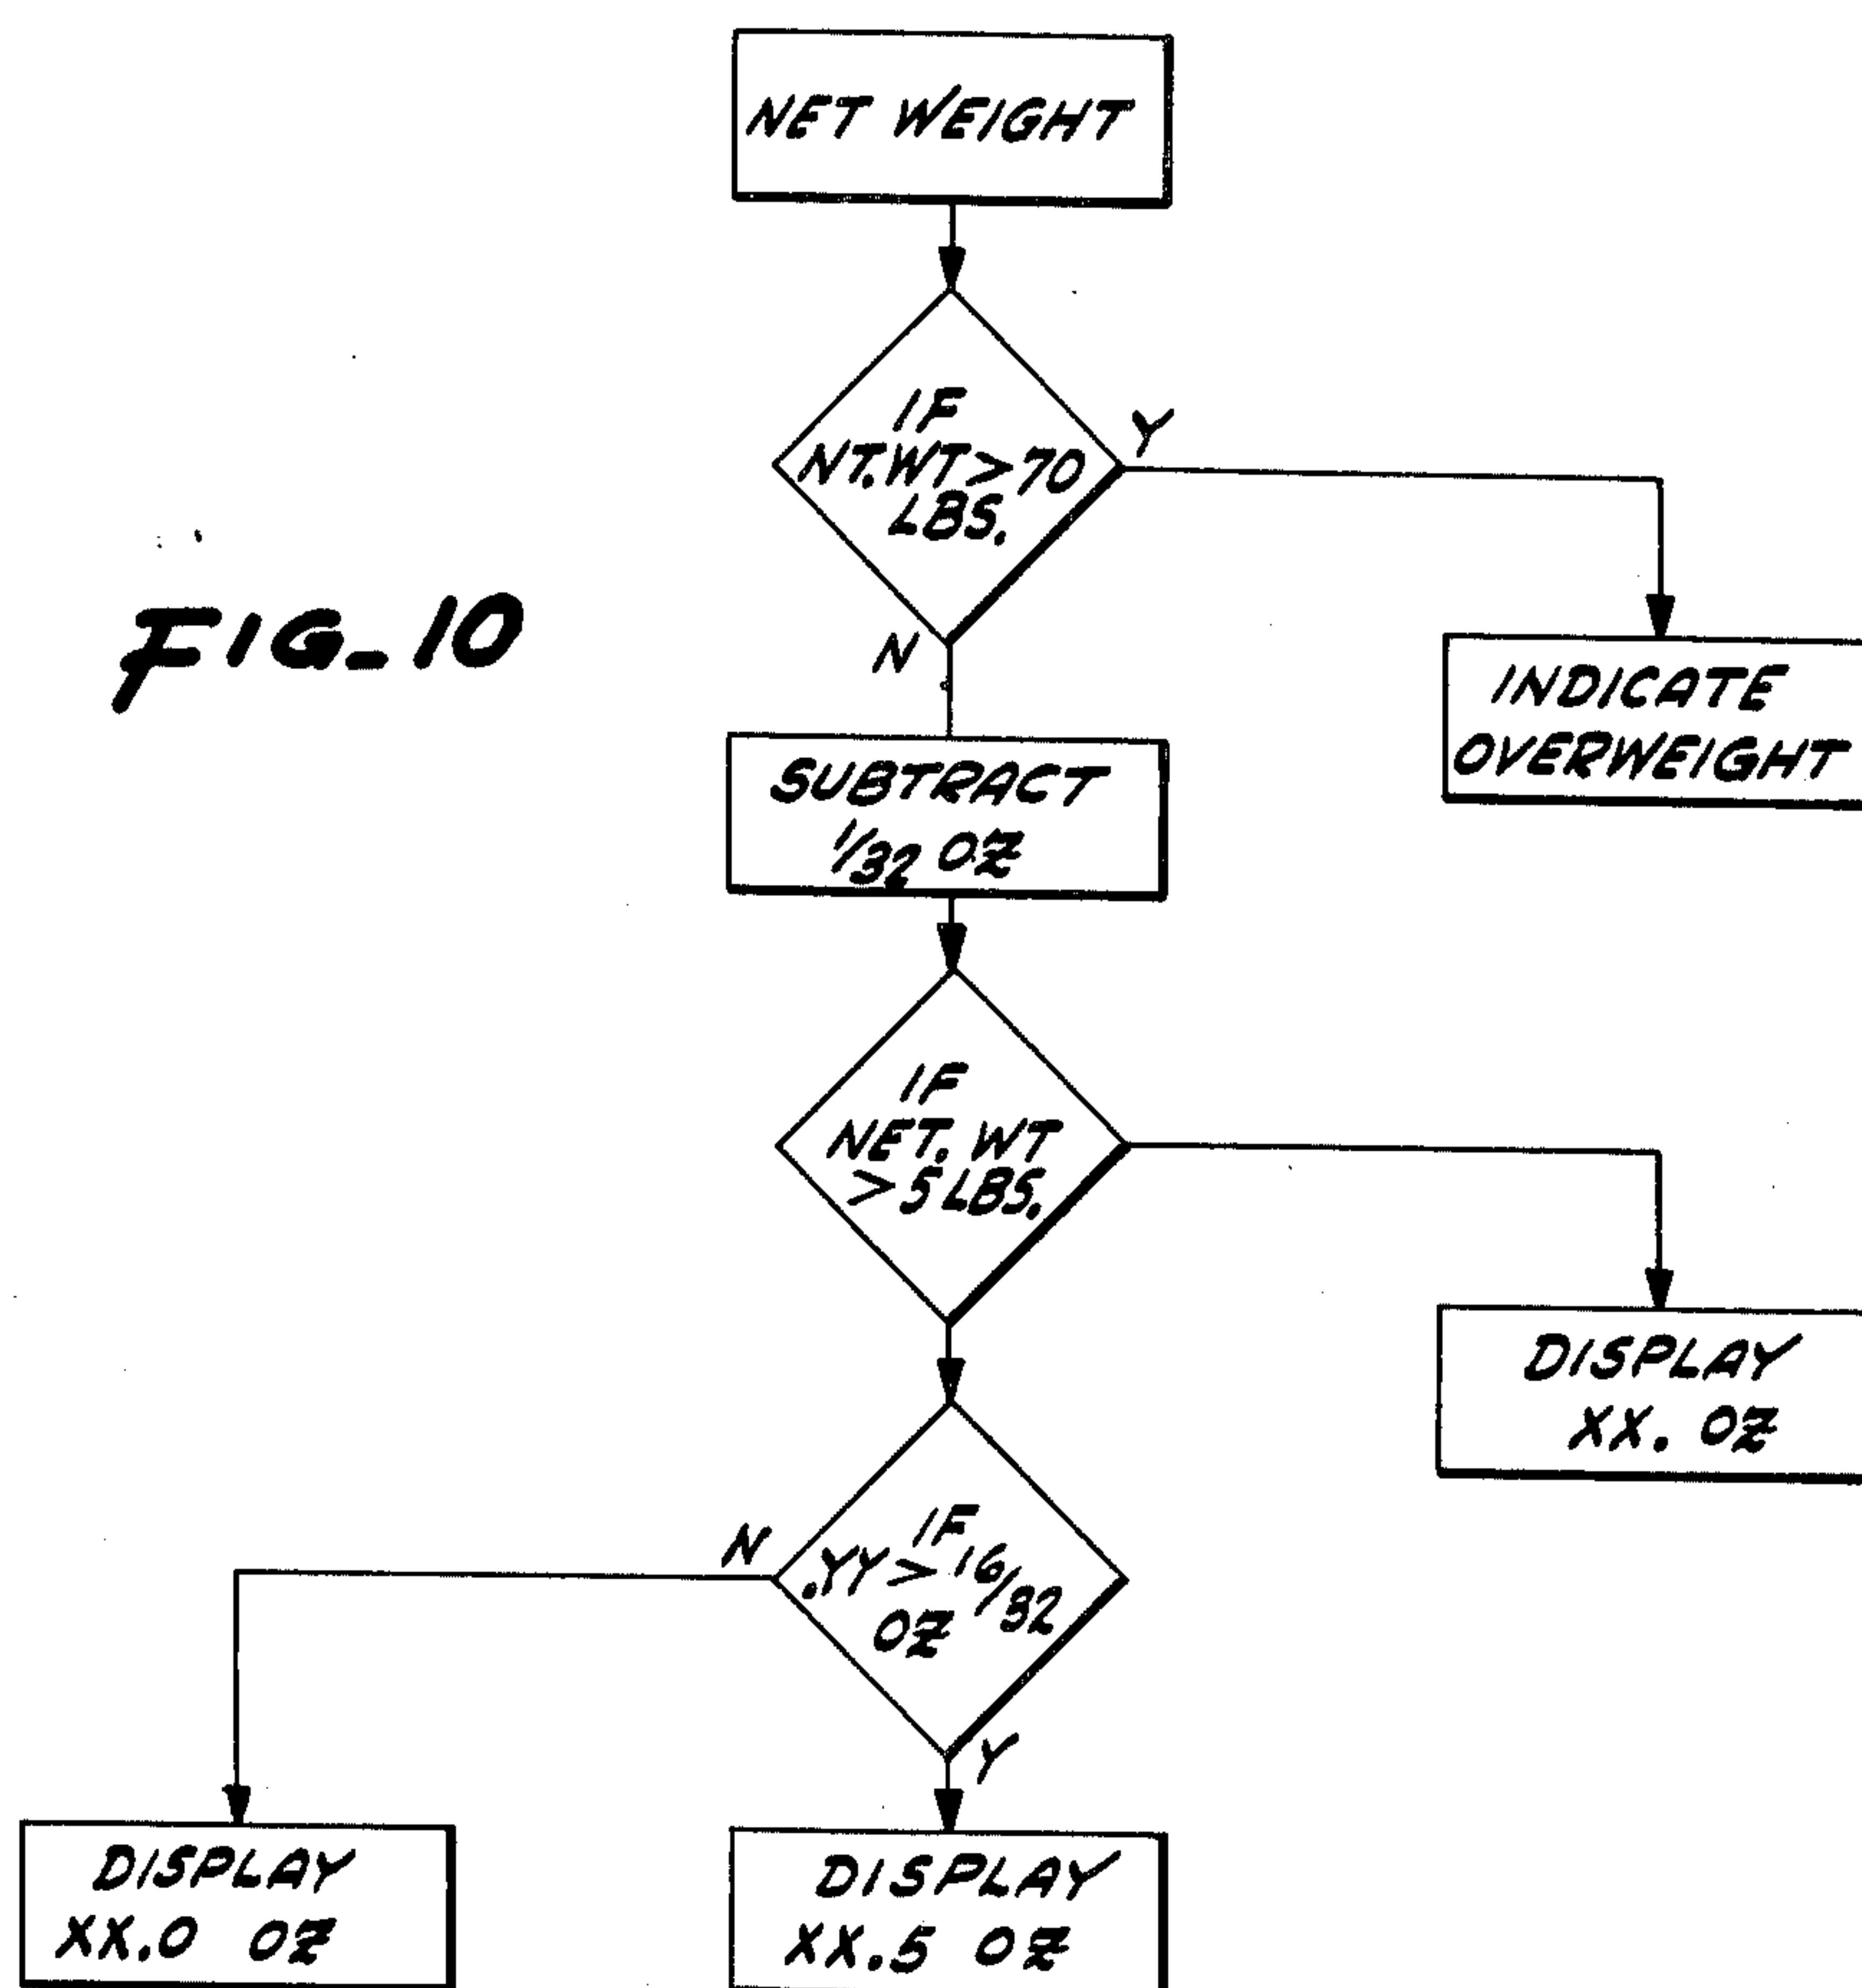 NET WEIGHT
IF
NT.WT > 70
LBS.
Y
N
FIG_10
INDICATE
OVERWEIGHT
SUBTRACT
1/32 OZ
IF
NET. WT
> 5 LBS.
DISPLAY
XX. OZ
IF
.YY > 16/32
OZ
N
Y
DISPLAY
XX.0 OZ
DISPLAY
XX.5 OZ